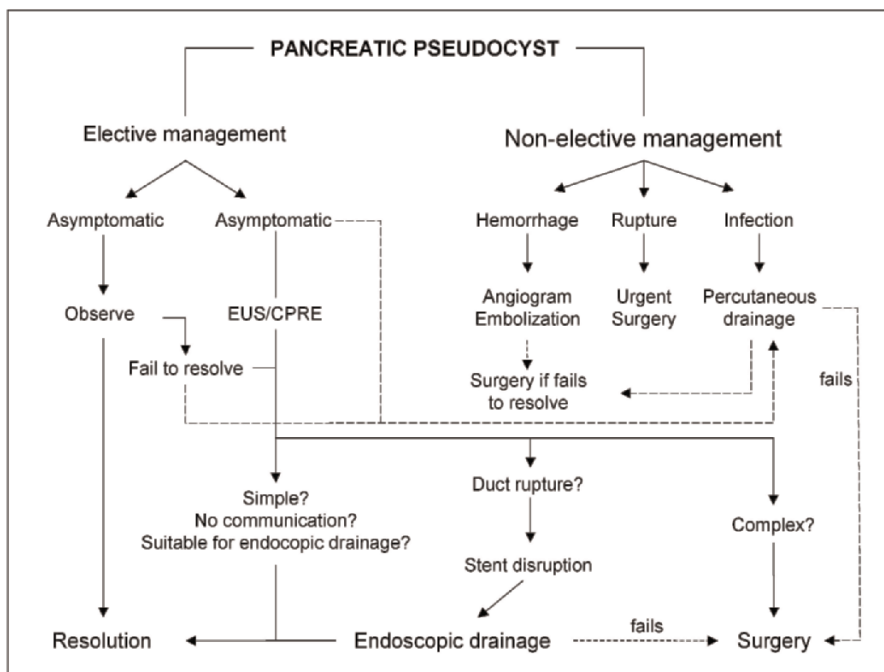 PANCREATIC PSEUDOCYST
Elective management
Non-elective management
Asymptomatic
Asymptomatic
Hemorrhage
Rupture
Infection
Observe
EUS/CPRE
Angiogram
Embolization
Urgent
Surgery
Percutaneous
drainage
Fail to resolve
Surgery if fails
to resolve
fails
Simple?
No communication?
Suitable for endocopic drainage?
Duct rupture?
Complex?
Stent disruption
Resolution
Endoscopic drainage
fails
Surgery